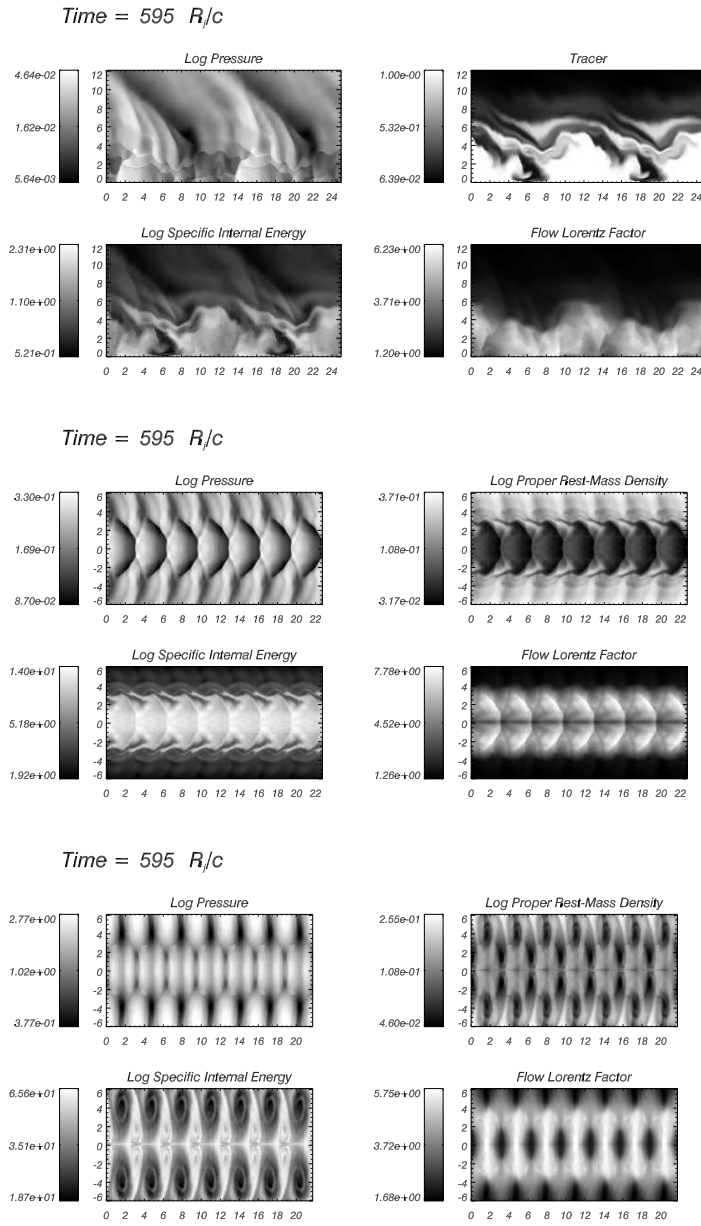 Time = 595 Rj/c
Log Pressure
4.64e-02
1.62e-02
5.64e-03
12
10
8
6
4
2
0
0 2 4 6 8 10 12 14 16 18 20 22 24
Tracer
1.00e+00
5.32e-01
6.39e-02
12
10
8
6
4
2
0
0 2 4 6 8 10 12 14 16 18 20 22 24
Log Specific Internal Energy
2.31e+00
1.10e+00
5.21e-01
12
10
8
6
4
2
0
0 2 4 6 8 10 12 14 16 18 20 22 24
Flow Lorentz Factor
6.23e+00
3.71e+00
1.20e+00
12
10
8
6
4
2
0
0 2 4 6 8 10 12 14 16 18 20 22 24
Time = 595 Rj/c
Log Pressure
3.30e-01
1.69e-01
8.70e-02
6
4
2
0
-2
-4
-6
0 2 4 6 8 10 12 14 16 18 20 22
Log Proper Rest-Mass Density
3.71e-01
1.08e-01
3.17e-02
6
4
2
0
-2
-4
-6
0 2 4 6 8 10 12 14 16 18 20 22
Log Specific Internal Energy
1.40e+01
5.18e+00
1.92e+00
6
4
2
0
-2
-4
-6
0 2 4 6 8 10 12 14 16 18 20 22
Flow Lorentz Factor
7.78e+00
4.52e+00
1.26e+00
6
4
2
0
-2
-4
-6
0 2 4 6 8 10 12 14 16 18 20 22
Time = 595 Rj/c
Log Pressure
2.77e+00
1.02e+00
3.77e-01
6
4
2
0
-2
-4
-6
0 2 4 6 8 10 12 14 16 18 20
Log Proper Rest-Mass Density
2.55e-01
1.08e-01
4.60e-02
6
4
2
0
-2
-4
-6
0 2 4 6 8 10 12 14 16 18 20
Log Specific Internal Energy
6.56e+01
3.51e+01
1.87e+01
6
4
2
0
-2
-4
-6
0 2 4 6 8 10 12 14 16 18 20
Flow Lorentz Factor
5.75e+00
3.72e+00
1.68e+00
6
4
2
0
-2
-4
-6
0 2 4 6 8 10 12 14 16 18 20